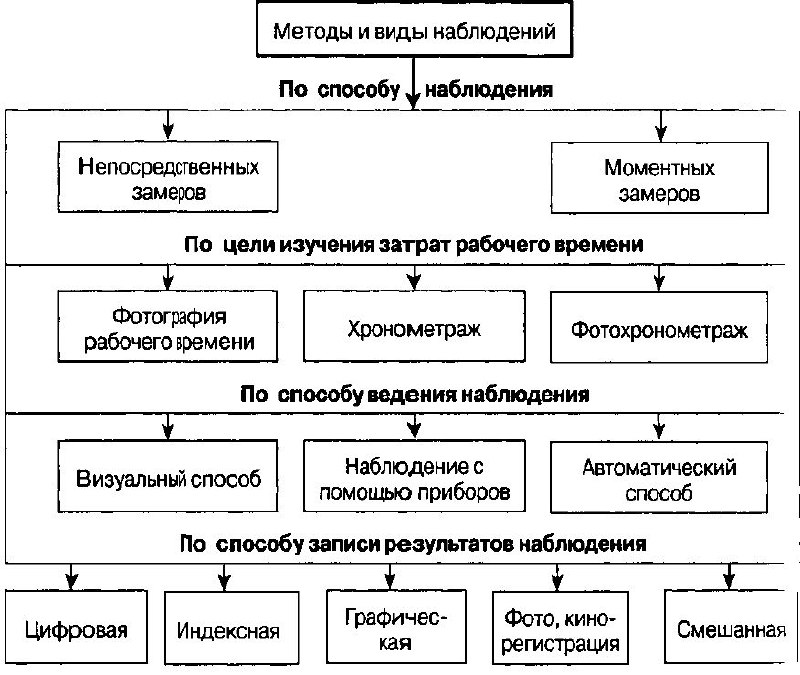 Методы и виды наблюдений
По способу наблюдения
Непосредственных
замеров
Моментных
замеров
По цели изучения затрат рабочего времени
Фотография
рабочего времени
Хронометраж
Фотохронометраж
По способу ведения наблюдения
Визуальный способ
Наблюдение с
помощью приборов
Автоматический
способ
По способу записи результатов наблюдения
Цифровая
Индексная
Графичес-
кая
Фото, кино-
регистрация
Смешанная